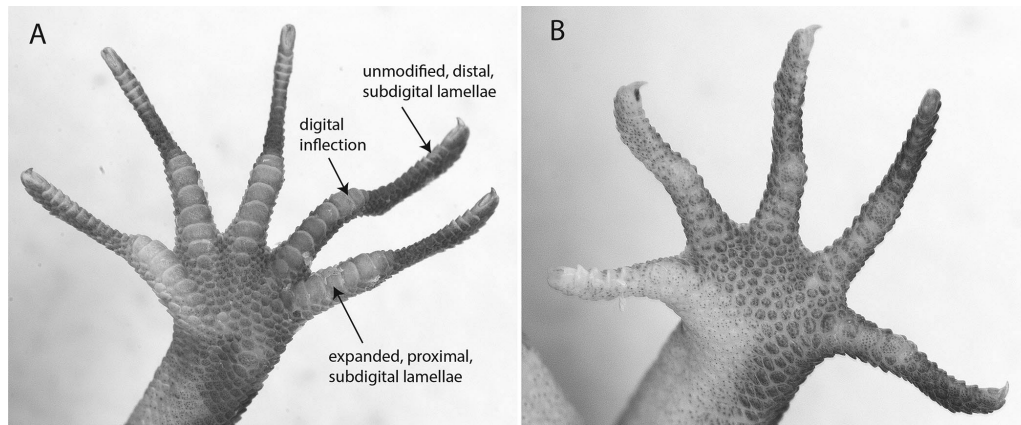 A
unmodified, distal,
subdigital lamellae
digital
inflection
expanded, proximal,
subdigital lamellae
B